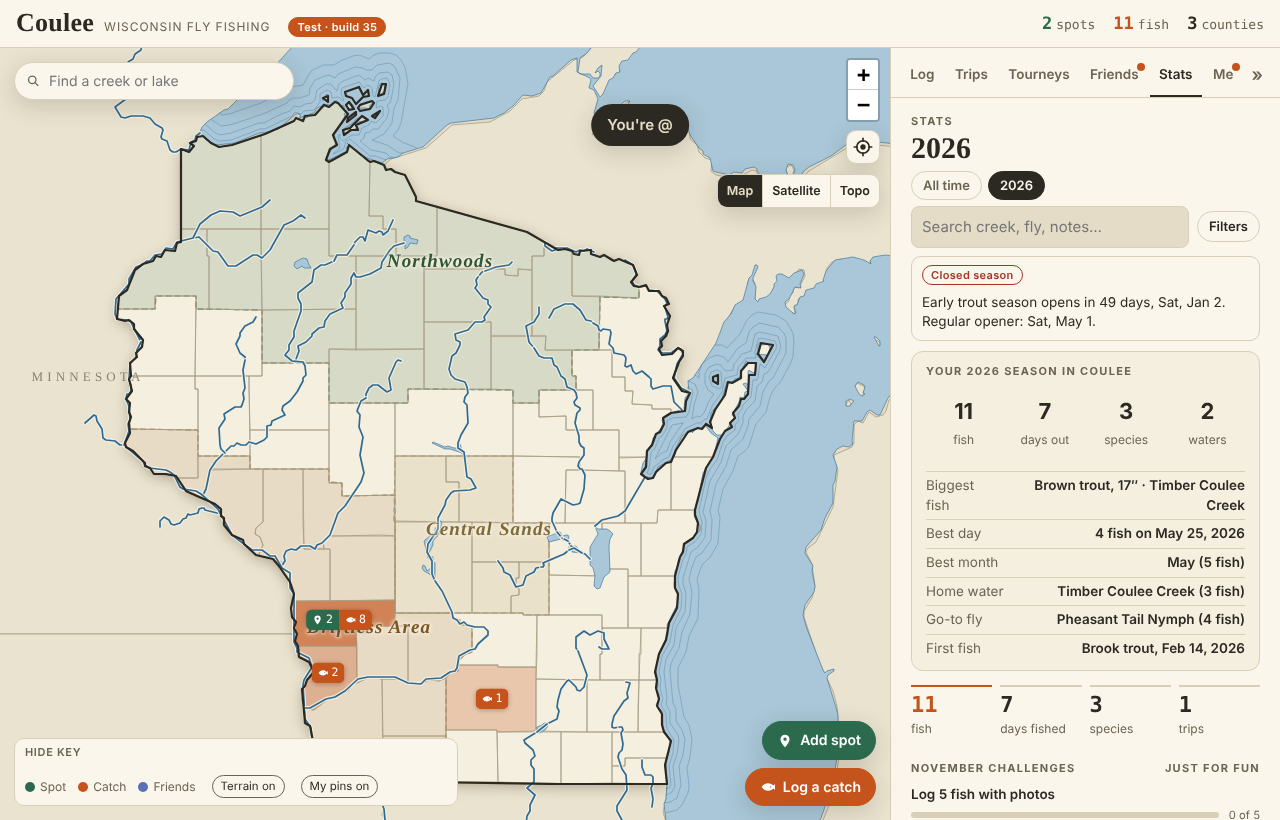 Coulee WISCONSIN FLY FISHING Test · build 35
2 spots 11 fish 3 counties
Find a creek or lake
You're @
+
−
Map Satellite Topo
Northwoods
MINNESOTA
Central Sands
2 8
Driftless Area
2
1
HIDE KEY
Spot Catch Friends Terrain on My pins on
Add spot
Log a catch
Log Trips Tourneys Friends Stats Me »
STATS
2026
All time 2026
Search creek, fly, notes... Filters
Closed season
Early trout season opens in 49 days, Sat, Jan 2.
Regular opener: Sat, May 1.
YOUR 2026 SEASON IN COULEE
11 7 3 2
fish days out species waters
Biggest fish Brown trout, 17″ · Timber Coulee Creek
Best day 4 fish on May 25, 2026
Best month May (5 fish)
Home water Timber Coulee Creek (3 fish)
Go-to fly Pheasant Tail Nymph (4 fish)
First fish Brook trout, Feb 14, 2026
11 7 3 1
fish days fished species trips
NOVEMBER CHALLENGES JUST FOR FUN
Log 5 fish with photos
0 of 5